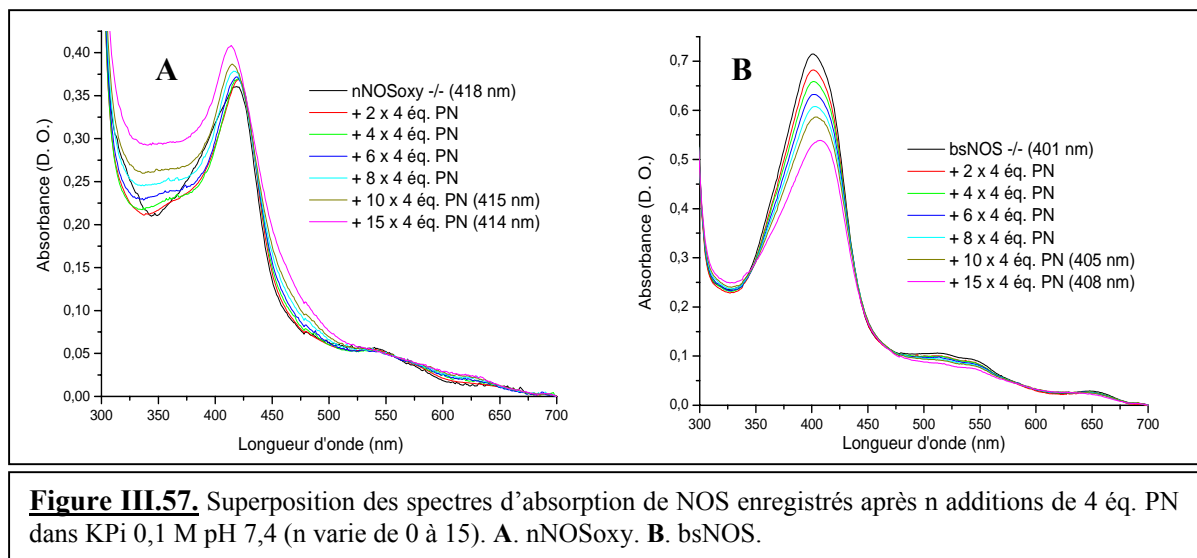 A
Absorbance (D. O.)
0,40
0,35
0,30
0,25
0,20
0,15
0,10
0,05
0,00
300 350 400 450 500 550 600 650 700
Longueur d'onde (nm)
nNOSoxy -/- (418 nm)
+ 2 x 4 éq. PN
+ 4 x 4 éq. PN
+ 6 x 4 éq. PN
+ 8 x 4 éq. PN
+ 10 x 4 éq. PN (415 nm)
+ 15 x 4 éq. PN (414 nm)
B
Absorbance (D. O.)
0,7
0,6
0,5
0,4
0,3
0,2
0,1
0,0
300 350 400 450 500 550 600 650 700
Longueur d'onde (nm)
bsNOS -/- (401 nm)
+ 2 x 4 éq. PN
+ 4 x 4 éq. PN
+ 6 x 4 éq. PN
+ 8 x 4 éq. PN
+ 10 x 4 éq. PN (405 nm)
+ 15 x 4 éq. PN (408 nm)
Figure III.57. Superposition des spectres d’absorption de NOS enregistrés après n additions de 4 éq. PN
dans KPi 0,1 M pH 7,4 (n varie de 0 à 15). A. nNOSoxy. B. bsNOS.